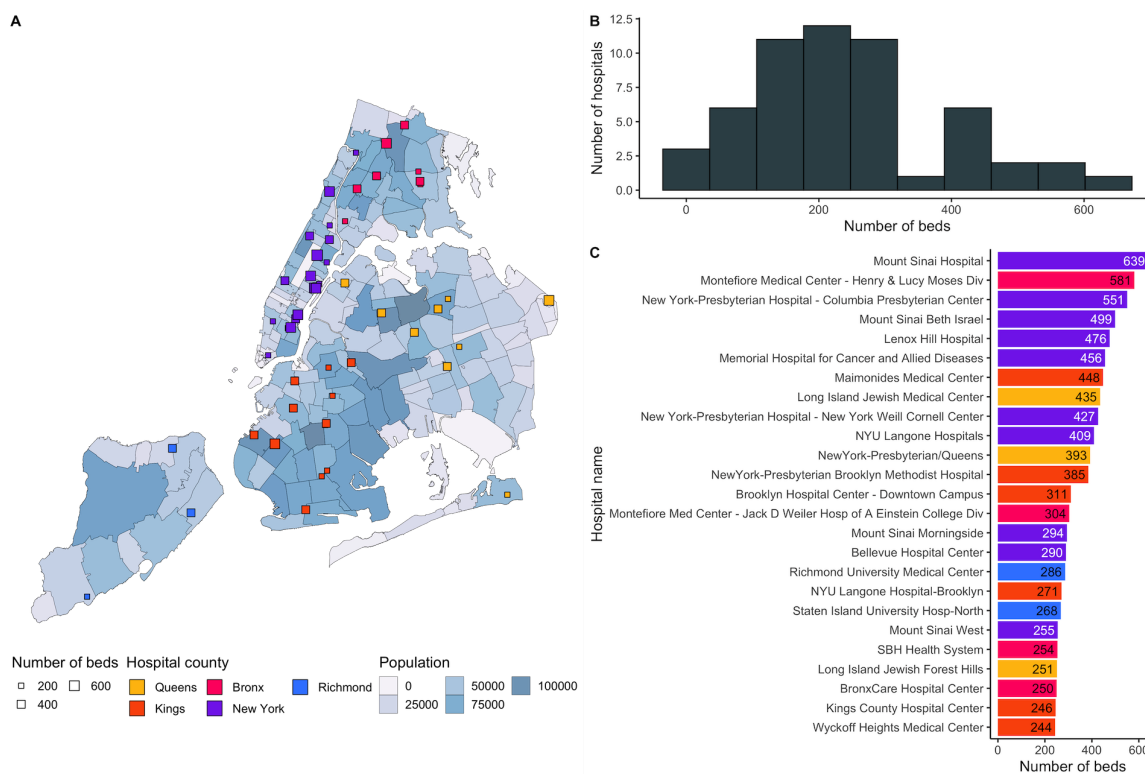 A
Number of beds
200
600
400
Hospital county
Queens
Bronx
Richmond
Kings
New York
Population
0
50000
100000
25000
75000
B
Number of hospitals
12.5
10.0
7.5
5.0
2.5
0.0
0
200
400
600
Number of beds
C
Hospital name
Mount Sinai Hospital 639
Montefiore Medical Center - Henry & Lucy Moses Div 581
New York-Presbyterian Hospital - Columbia Presbyterian Center 551
Mount Sinai Beth Israel 499
Lenox Hill Hospital 476
Memorial Hospital for Cancer and Allied Diseases 456
Maimonides Medical Center 448
Long Island Jewish Medical Center 435
New York-Presbyterian Hospital - New York Weill Cornell Center 427
NYU Langone Hospitals 409
NewYork-Presbyterian/Queens 393
NewYork-Presbyterian Brooklyn Methodist Hospital 385
Brooklyn Hospital Center - Downtown Campus 311
Montefiore Med Center - Jack D Weiler Hosp of A Einstein College Div 304
Mount Sinai Morningside 294
Bellevue Hospital Center 290
Richmond University Medical Center 286
NYU Langone Hospital-Brooklyn 271
Staten Island University Hosp-North 268
Mount Sinai West 255
SBH Health System 254
Long Island Jewish Forest Hills 251
BronxCare Hospital Center 250
Kings County Hospital Center 246
Wyckoff Heights Medical Center 244
0
200
400
600
Number of beds